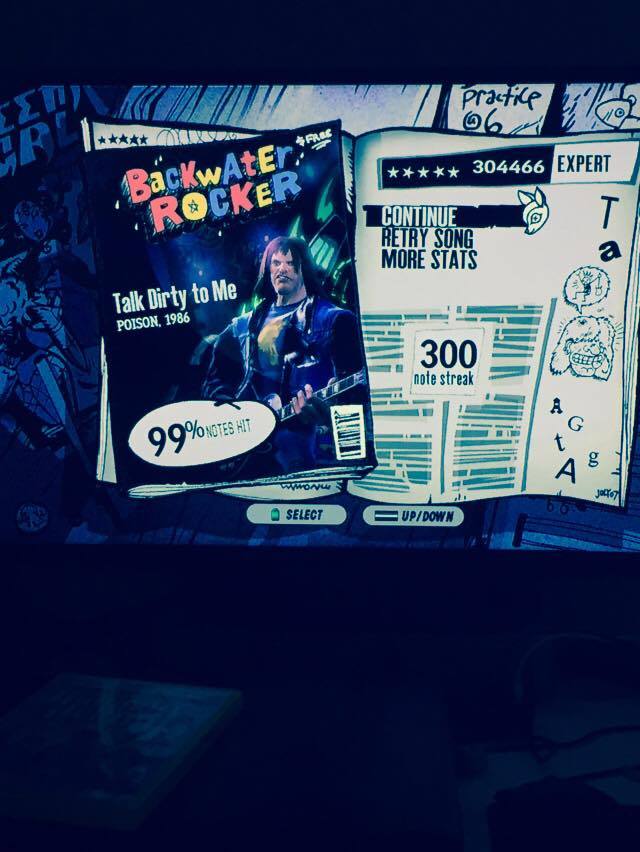 Practice
@6
★★★★★
FREE
BACKWATER
ROCKER
Talk Dirty to Me
POISON, 1986
99% NOTES HIT
★★★★★ 304466 EXPERT
CONTINUE
RETRY SONG
MORE STATS
300
note streak
T
a
A
G
t
g
A
SELECT
UP/DOWN